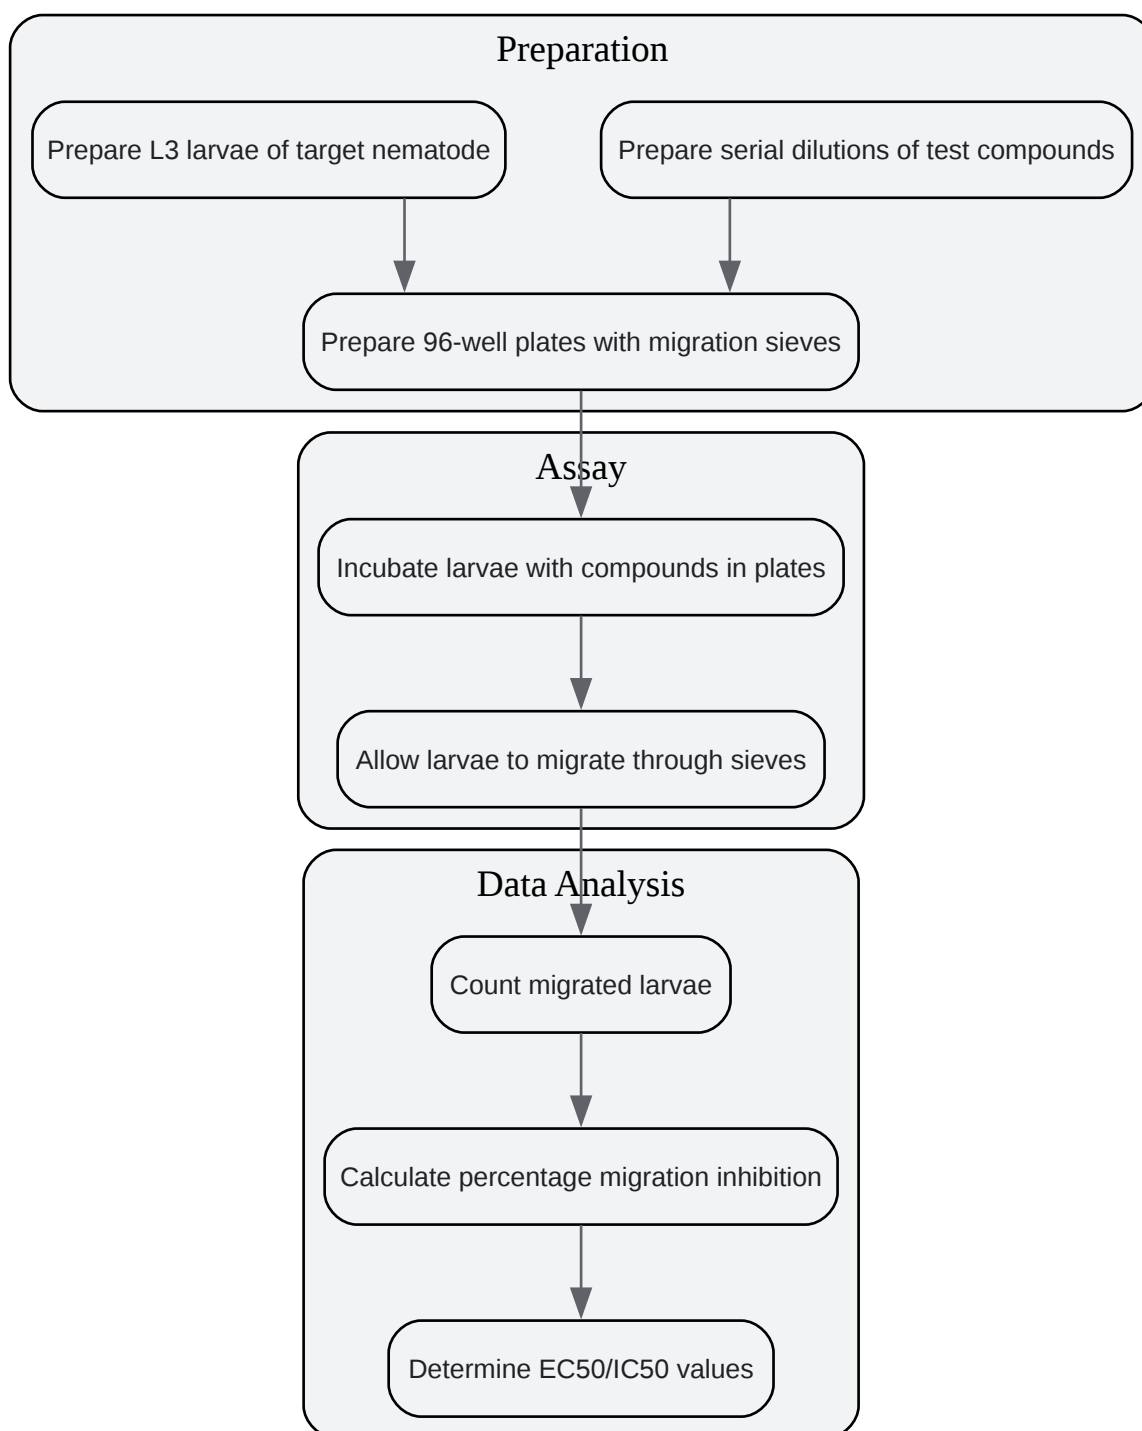 Preparation
Prepare L3 larvae of target nematode
Prepare serial dilutions of test compounds
Prepare 96-well plates with migration sieves
Assay
Incubate larvae with compounds in plates
Allow larvae to migrate through sieves
Data Analysis
Count migrated larvae
Calculate percentage migration inhibition
Determine EC50/IC50 values